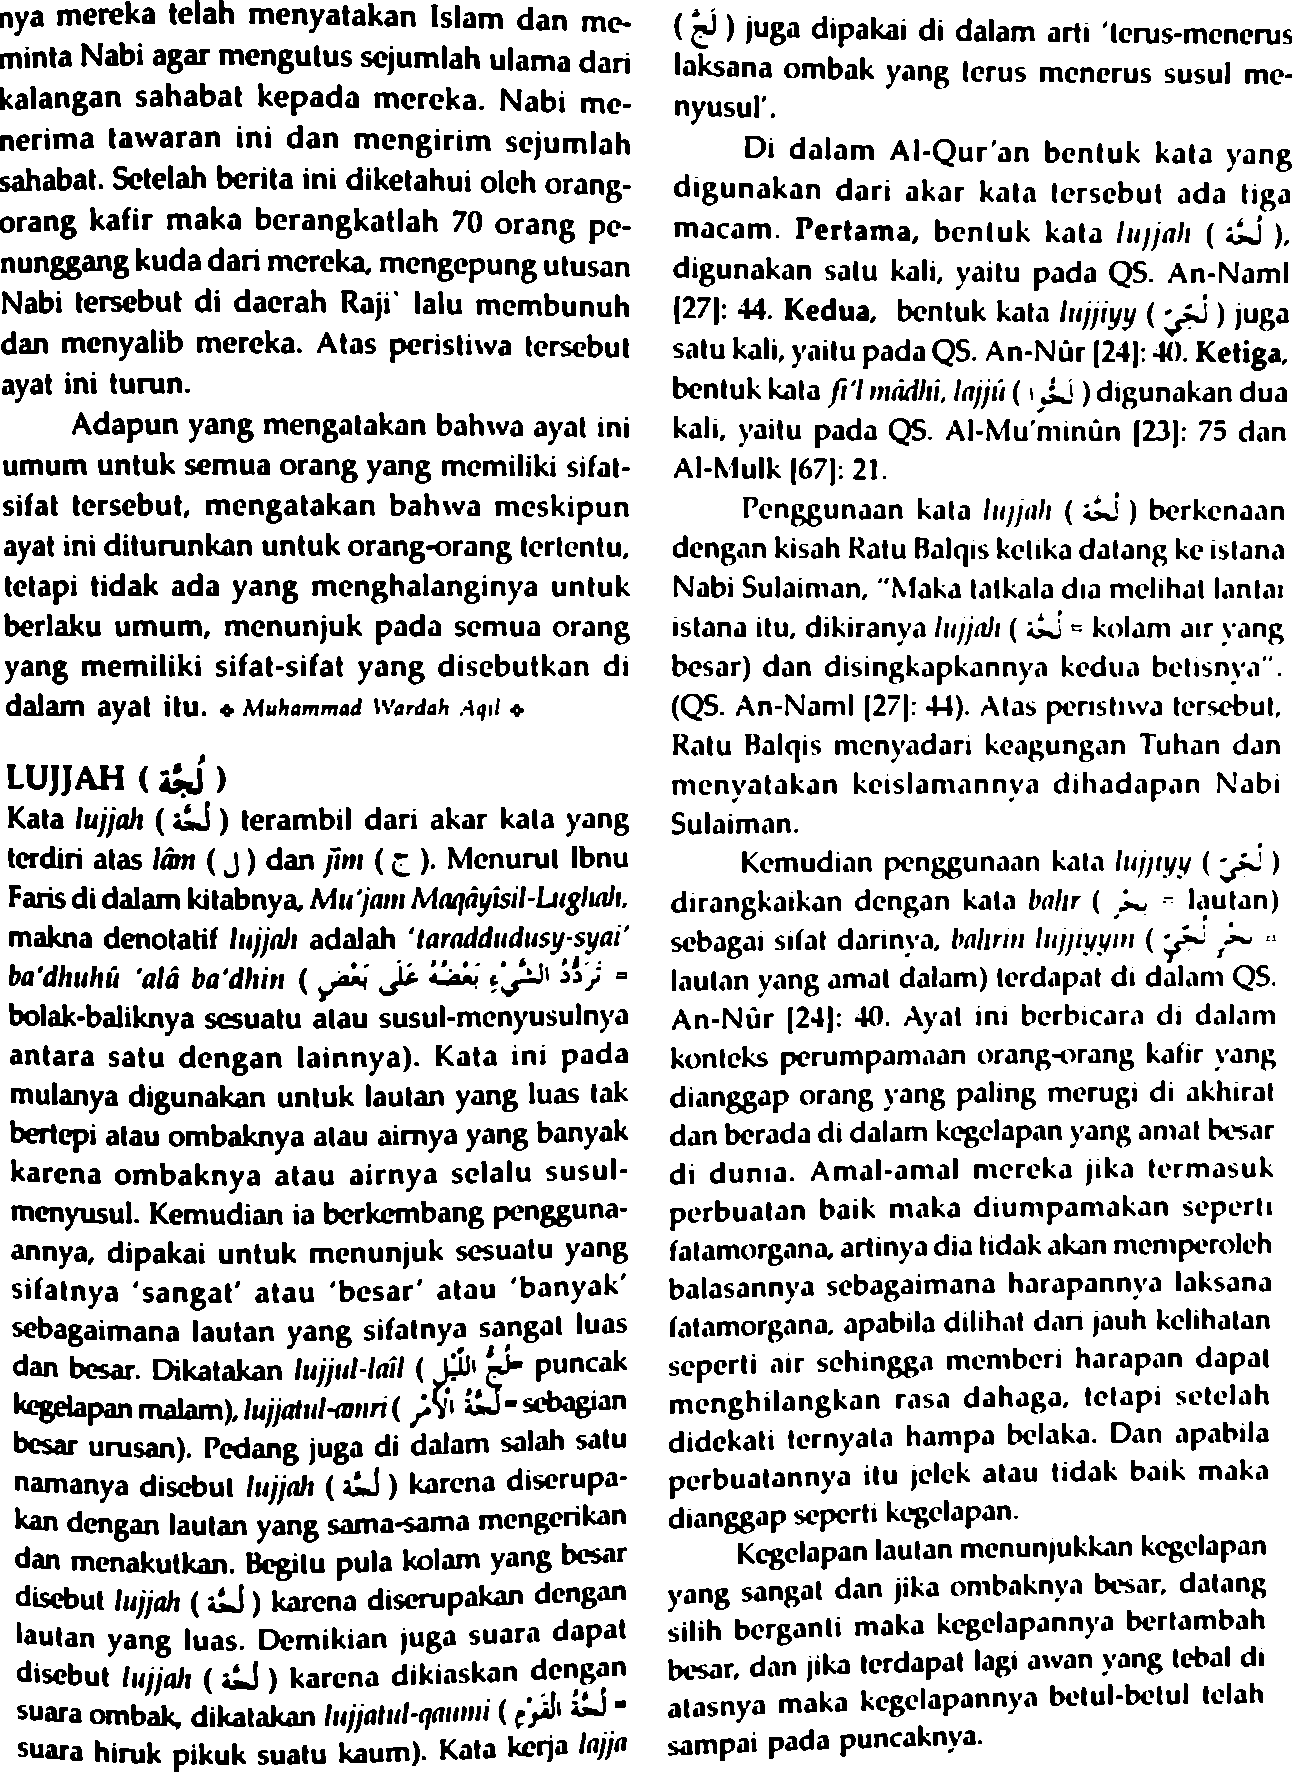 nya mereka telah menyatakan Islam dan me-
minta Nabi agar mengutus sejumlah ulama dari
kalangan sahabat kepada mereka. Nabi me-
nerima tawaran ini dan mengirim sejumlah
sahabat. Setelah berita ini diketahui oleh orang-
orang kafir maka berangkatlah 70 orang pe-
nunggang kuda dari mereka, mengepung utusan
Nabi tersebut di daerah Raji` lalu membunuh
dan menyalib mereka. Atas peristiwa tersebut
ayat ini turun.
Adapun yang mengatakan bahwa ayat ini
umum untuk semua orang yang memiliki sifat-
sifat tersebut, mengatakan bahwa meskipun
ayat ini diturunkan untuk orang-orang tertentu,
tetapi tidak ada yang menghalanginya untuk
berlaku umum, menunjuk pada semua orang
yang memiliki sifat-sifat yang disebutkan di
dalam ayat itu. ✦ Muhammad Wardah Aqil ✦
LUJJAH ( لُجَّة )
Kata lujjah ( لُجَّة ) terambil dari akar kata yang
terdiri atas lâm ( ل ) dan jîm ( ج ). Menurut Ibnu
Faris di dalam kitabnya, Mu'jam Maqâyîsil-Lughah,
makna denotatif lujjah adalah 'taraddudusy-syai'
ba'dhuhû 'alâ ba'dhin ( تَرَدُّدُ الشَّيْءِ بَعْضُهُ عَلَى بَعْضٍ =
bolak-baliknya sesuatu atau susul-menyusulnya
antara satu dengan lainnya). Kata ini pada
mulanya digunakan untuk lautan yang luas tak
bertepi atau ombaknya atau airnya yang banyak
karena ombaknya atau airnya selalu susul-
menyusul. Kemudian ia berkembang pengguna-
annya, dipakai untuk menunjuk sesuatu yang
sifatnya 'sangat' atau 'besar' atau 'banyak'
sebagaimana lautan yang sifatnya sangat luas
dan besar. Dikatakan lujjul-laîl ( لُجُّ اللَّيْلِ = puncak
kegelapan malam), lujjatul-amri ( لُجَّةُ الْأَمْرِ = sebagian
besar urusan). Pedang juga di dalam salah satu
namanya disebut lujjah ( لُجَّة ) karena diserupa-
kan dengan lautan yang sama-sama mengerikan
dan menakutkan. Begitu pula kolam yang besar
disebut lujjah ( لُجَّة ) karena diserupakan dengan
lautan yang luas. Demikian juga suara dapat
disebut lujjah ( لُجَّة ) karena dikiaskan dengan
suara ombak, dikatakan lujjatul-qaumi ( لُجَّةُ الْقَوْمِ =
suara hiruk pikuk suatu kaum). Kata kerja lajja
( لَجَّ ) juga dipakai di dalam arti 'terus-menerus
laksana ombak yang terus menerus susul me-
nyusul'.
Di dalam Al-Qur'an bentuk kata yang
digunakan dari akar kata tersebut ada tiga
macam. Pertama, bentuk kata lujjah ( لُجَّة ),
digunakan satu kali, yaitu pada QS. An-Naml
[27]: 44. Kedua, bentuk kata lujjiyy ( لُجِّيّ ) juga
satu kali, yaitu pada QS. An-Nûr [24]: 40. Ketiga,
bentuk kata fi'l mâdhî, lajjû ( لَجُّوا ) digunakan dua
kali, yaitu pada QS. Al-Mu'minûn [23]: 75 dan
Al-Mulk [67]: 21.
Penggunaan kata lujjah ( لُجَّة ) berkenaan
dengan kisah Ratu Balqis ketika datang ke istana
Nabi Sulaiman, "Maka tatkala dia melihat lantai
istana itu, dikiranya lujjah ( لُجَّة = kolam air yang
besar) dan disingkapkannya kedua betisnya".
(QS. An-Naml [27]: 44). Atas peristiwa tersebut,
Ratu Balqis menyadari keagungan Tuhan dan
menyatakan keislamannya dihadapan Nabi
Sulaiman.
Kemudian penggunaan kata lujjiyy ( لُجِّيّ )
dirangkaikan dengan kata bahr ( بَحْر = lautan)
sebagai sifat darinya, bahrin lujjiyyin ( بَحْرٍ لُجِّيٍّ =
lautan yang amat dalam) terdapat di dalam QS.
An-Nûr [24]: 40. Ayat ini berbicara di dalam
konteks perumpamaan orang-orang kafir yang
dianggap orang yang paling merugi di akhirat
dan berada di dalam kegelapan yang amat besar
di dunia. Amal-amal mereka jika termasuk
perbuatan baik maka diumpamakan seperti
fatamorgana, artinya dia tidak akan memperoleh
balasannya sebagaimana harapannya laksana
fatamorgana, apabila dilihat dari jauh kelihatan
seperti air sehingga memberi harapan dapat
menghilangkan rasa dahaga, tetapi setelah
didekati ternyata hampa belaka. Dan apabila
perbuatannya itu jelek atau tidak baik maka
dianggap seperti kegelapan.
Kegelapan lautan menunjukkan kegelapan
yang sangat dan jika ombaknya besar, datang
silih berganti maka kegelapannya bertambah
besar, dan jika terdapat lagi awan yang tebal di
atasnya maka kegelapannya betul-betul telah
sampai pada puncaknya.